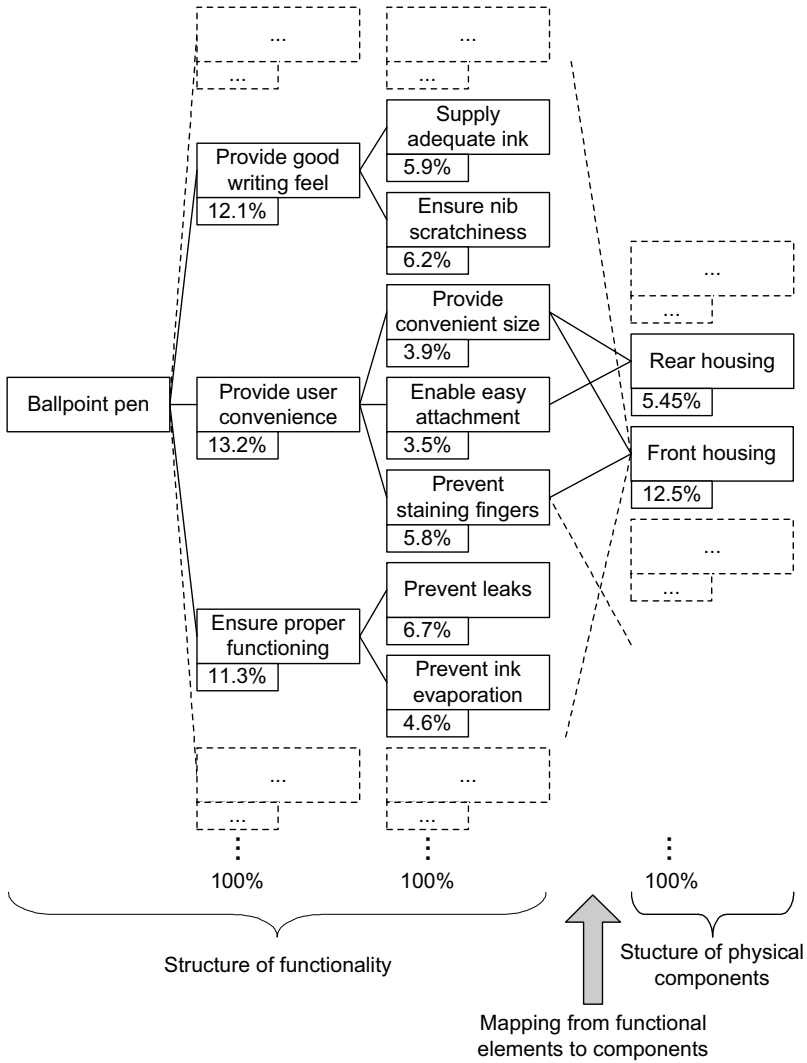 ...
...
...
...
Supply
adequate ink
5.9%
Provide good
writing feel
12.1%
Ensure nib
scratchiness
6.2%
...
...
Provide
convenient size
3.9%
Rear housing
5.45%
Ballpoint pen
Provide user
convenience
13.2%
Enable easy
attachment
3.5%
Front housing
12.5%
Prevent
staining fingers
5.8%
...
...
Prevent leaks
6.7%
Ensure proper
functioning
11.3%
Prevent ink
evaporation
4.6%
...
...
...
...
⋮
⋮
⋮
100%
100%
100%
Structure of functionality
Stucture of physical
components
Mapping from functional
elements to components